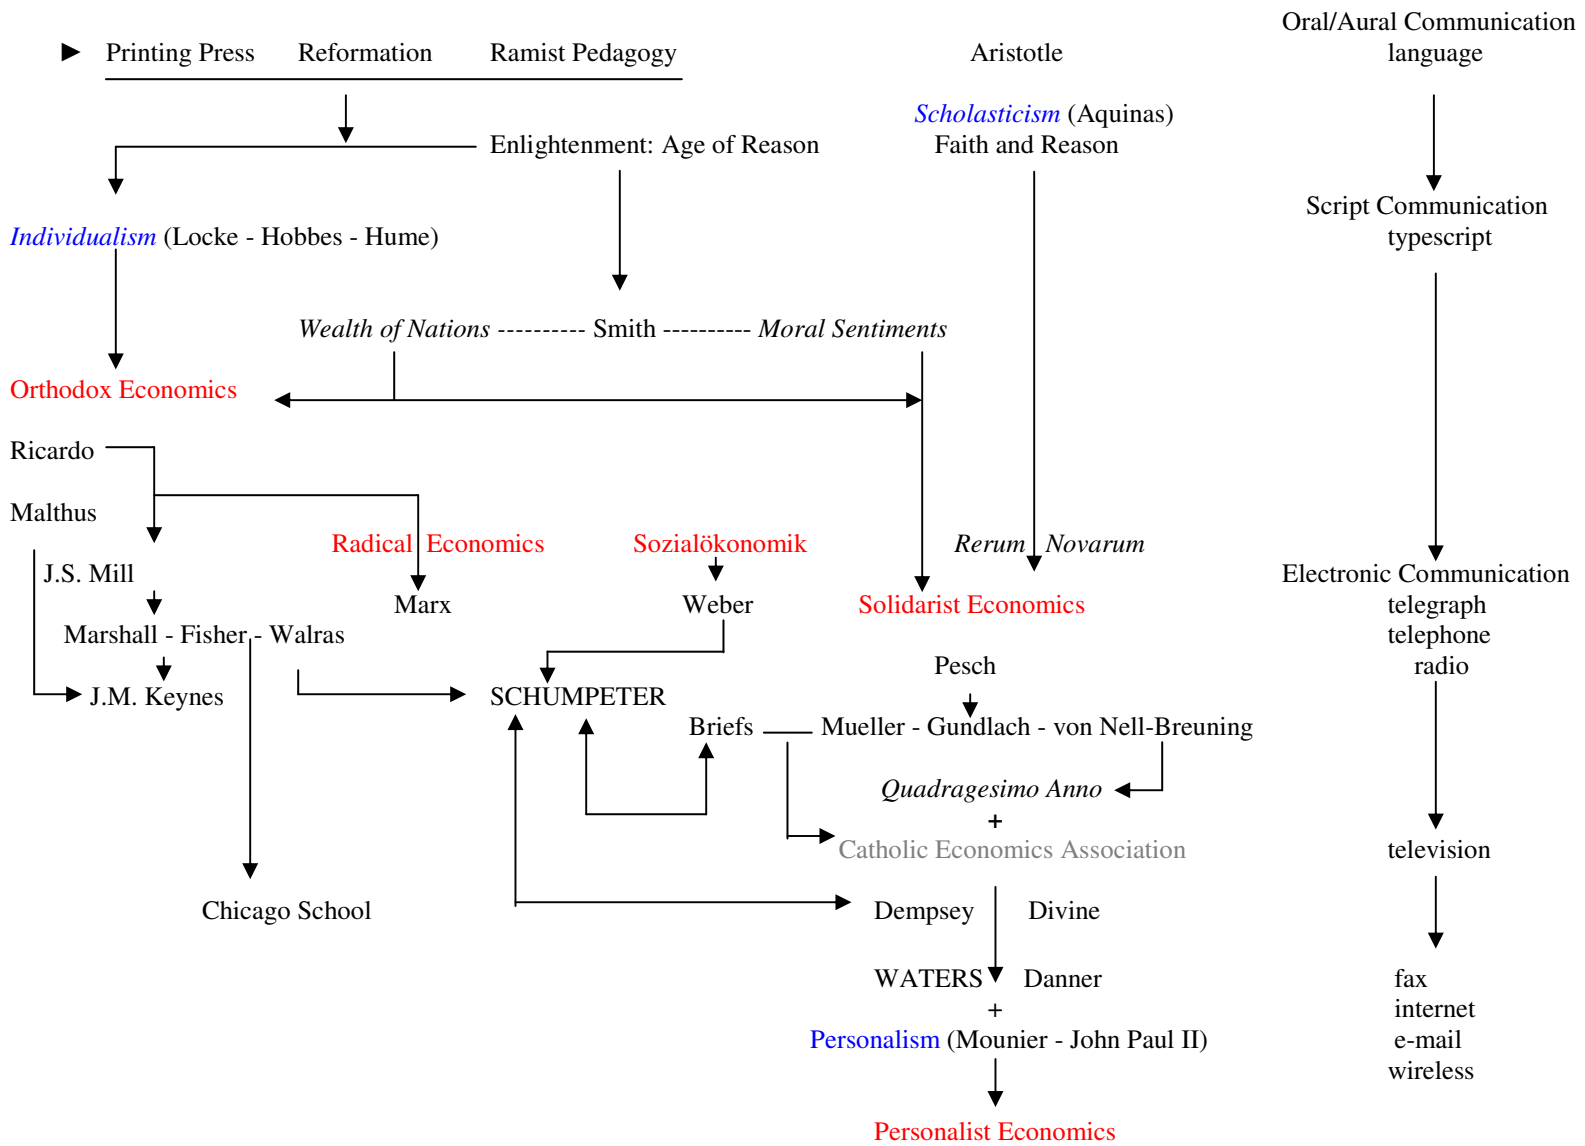 ► Printing Press Reformation Ramist Pedagogy
Aristotle
Oral/Aural Communication
language
Scholasticism (Aquinas)
Faith and Reason
Enlightenment: Age of Reason
Script Communication
typescript
Individualism (Locke - Hobbes - Hume)
Wealth of Nations ---------- Smith ---------- Moral Sentiments
Orthodox Economics
Ricardo
Malthus
Radical Economics
Sozialökonomik
Rerum Novarum
J.S. Mill
Marx
Weber
Solidarist Economics
Electronic Communication
telegraph
telephone
radio
Marshall - Fisher - Walras
Pesch
J.M. Keynes
SCHUMPETER
Briefs
Mueller - Gundlach - von Nell-Breuning
Quadragesimo Anno
+
Catholic Economics Association
television
Chicago School
Dempsey Divine
WATERS Danner
+
Personalism (Mounier - John Paul II)
fax
internet
e-mail
wireless
Personalist Economics